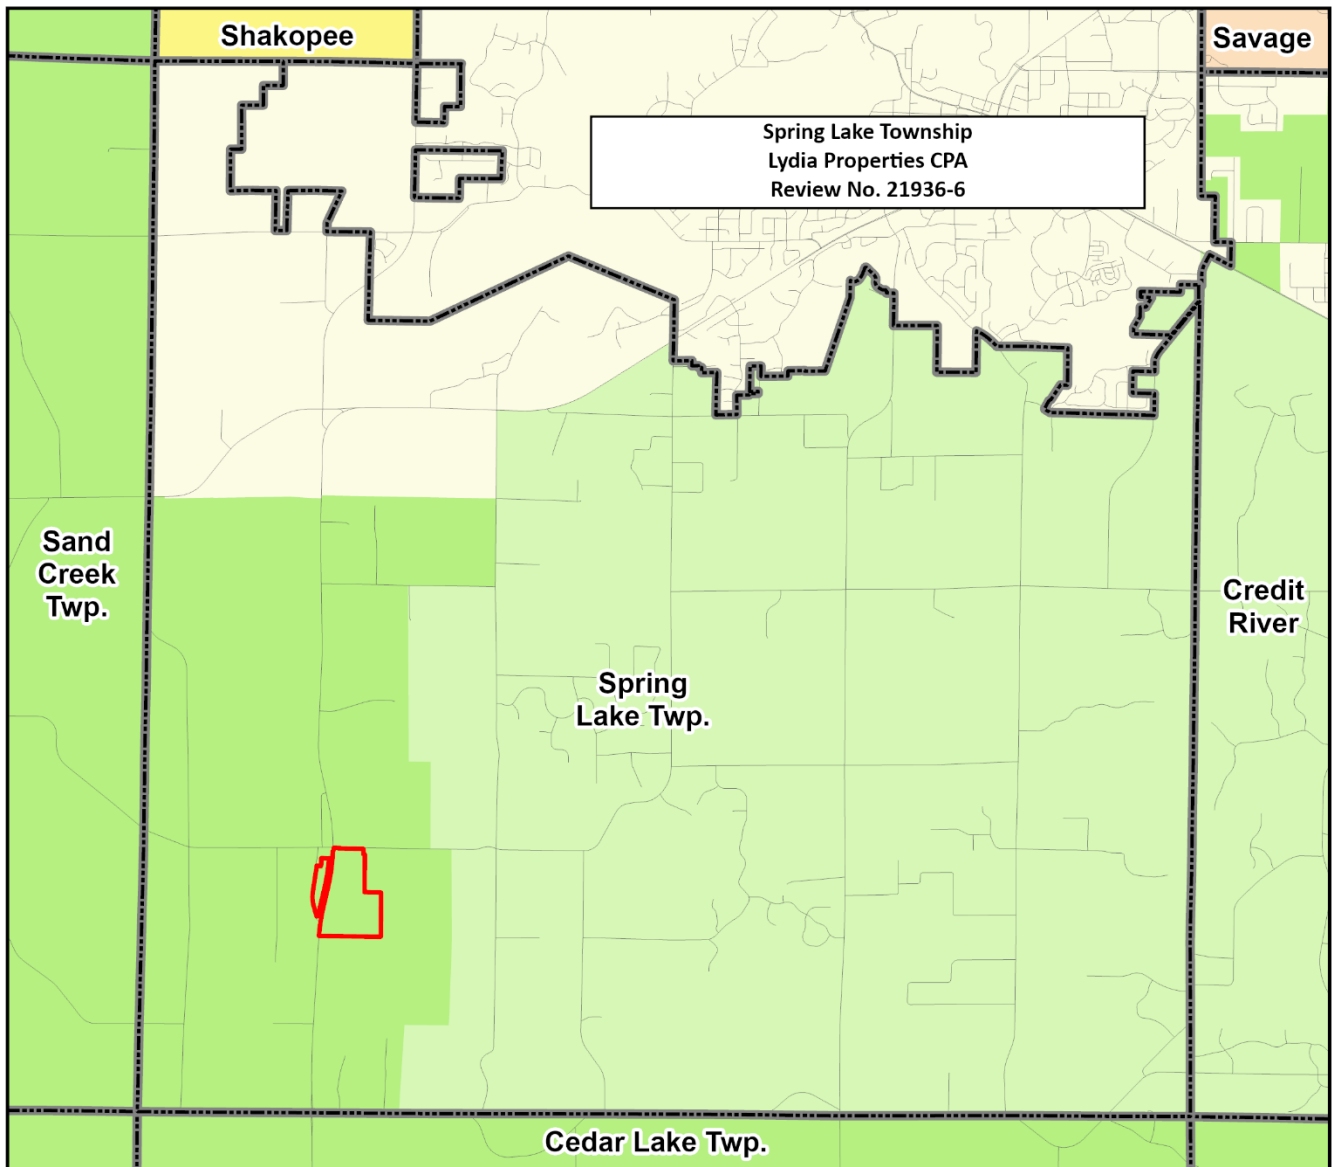 Shakopee
Savage
Spring Lake Township
Lydia Properties CPA
Review No. 21936-6
Sand
Creek
Twp.
Credit
River
Spring
Lake Twp.
Cedar Lake Twp.